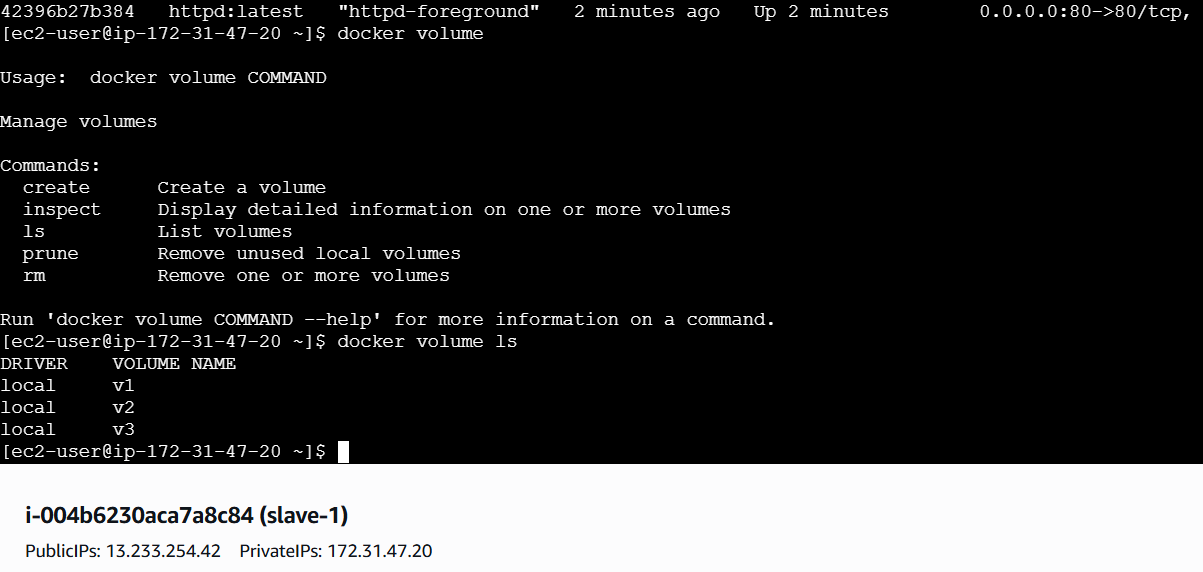 42396b27b384   httpd:latest   "httpd-foreground"   2 minutes ago   Up 2 minutes        0.0.0.0:80->80/tcp,
[ec2-user@ip-172-31-47-20 ~]$ docker volume
Usage:  docker volume COMMAND
Manage volumes
Commands:
  create      Create a volume
  inspect     Display detailed information on one or more volumes
  ls          List volumes
  prune       Remove unused local volumes
  rm          Remove one or more volumes
Run 'docker volume COMMAND --help' for more information on a command.
[ec2-user@ip-172-31-47-20 ~]$ docker volume ls
DRIVER    VOLUME NAME
local     v1
local     v2
local     v3
[ec2-user@ip-172-31-47-20 ~]$
i-004b6230aca7a8c84 (slave-1)
PublicIPs: 13.233.254.42    PrivateIPs: 172.31.47.20